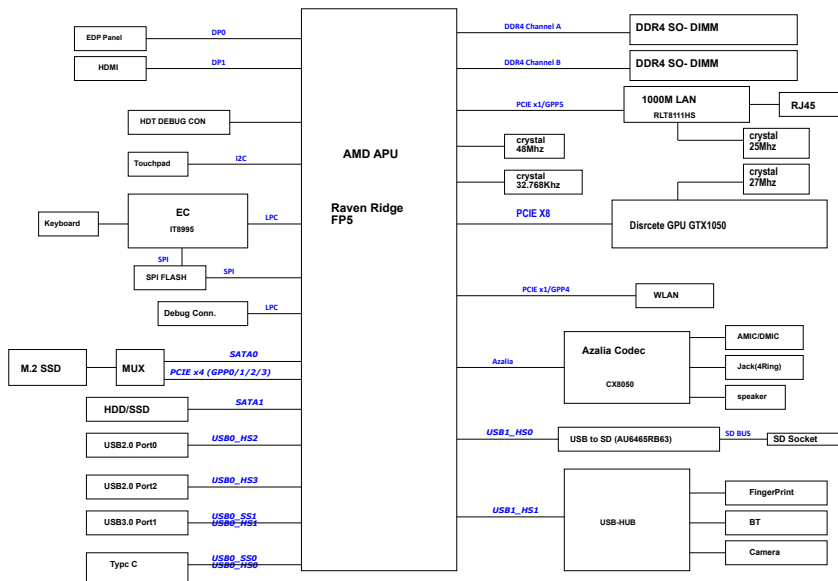 EDP Panel
DP0
HDMI
DP1
HDT DEBUG CON
Touchpad
I2C
Keyboard
EC
IT8995
LPC
SPI
SPI FLASH
SPI
Debug Conn.
LPC
M.2 SSD
MUX
SATA0
PCIE x4 (GPP0/1/2/3)
HDD/SSD
SATA1
USB2.0 Port0
USB0_HS2
USB2.0 Port2
USB0_HS3
USB3.0 Port1
USB0_SS1
USB0_HS1
Typc C
USB0_SS0
USB0_HS0
AMD APU
Raven Ridge
FP5
DDR4 Channel A
DDR4 SO- DIMM
DDR4 Channel B
DDR4 SO- DIMM
PCIE x1/GPP5
1000M LAN
RLT8111HS
RJ45
crystal
25Mhz
crystal
48Mhz
crystal
32.768Khz
crystal
27Mhz
PCIE X8
Disrcete GPU GTX1050
PCIE x1/GPP4
WLAN
Azalia
Azalia Codec
CX8050
AMIC/DMIC
Jack(4Ring)
speaker
USB1_HS0
USB to SD (AU6465RB63)
SD BUS
SD Socket
USB1_HS1
USB-HUB
FingerPrint
BT
Camera